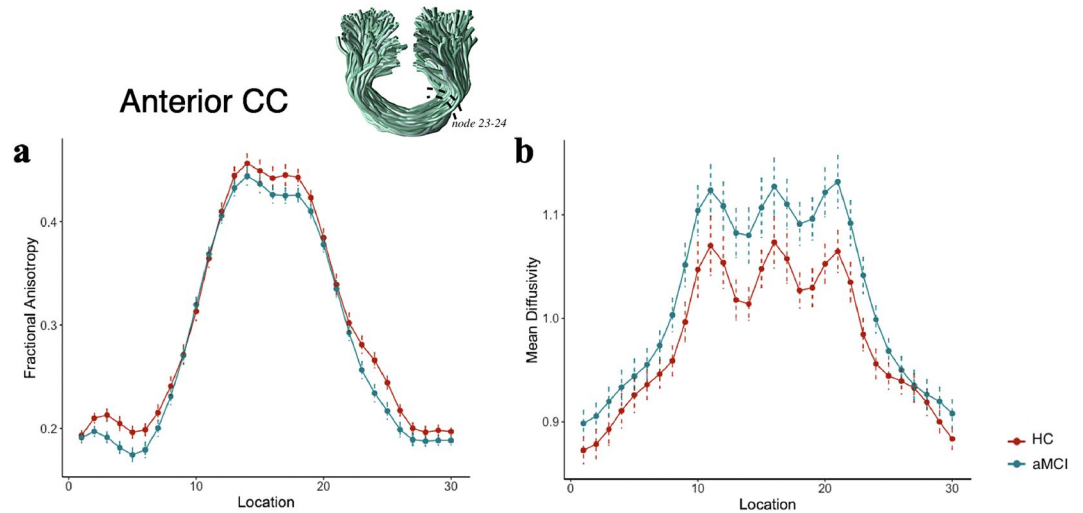 Anterior CC
node 23-24
a
Fractional Anisotropy
0.4
0.3
0.2
0
10
20
30
Location
b
Mean Diffusivity
1.1
1.0
0.9
0
10
20
30
Location
HC
aMCI